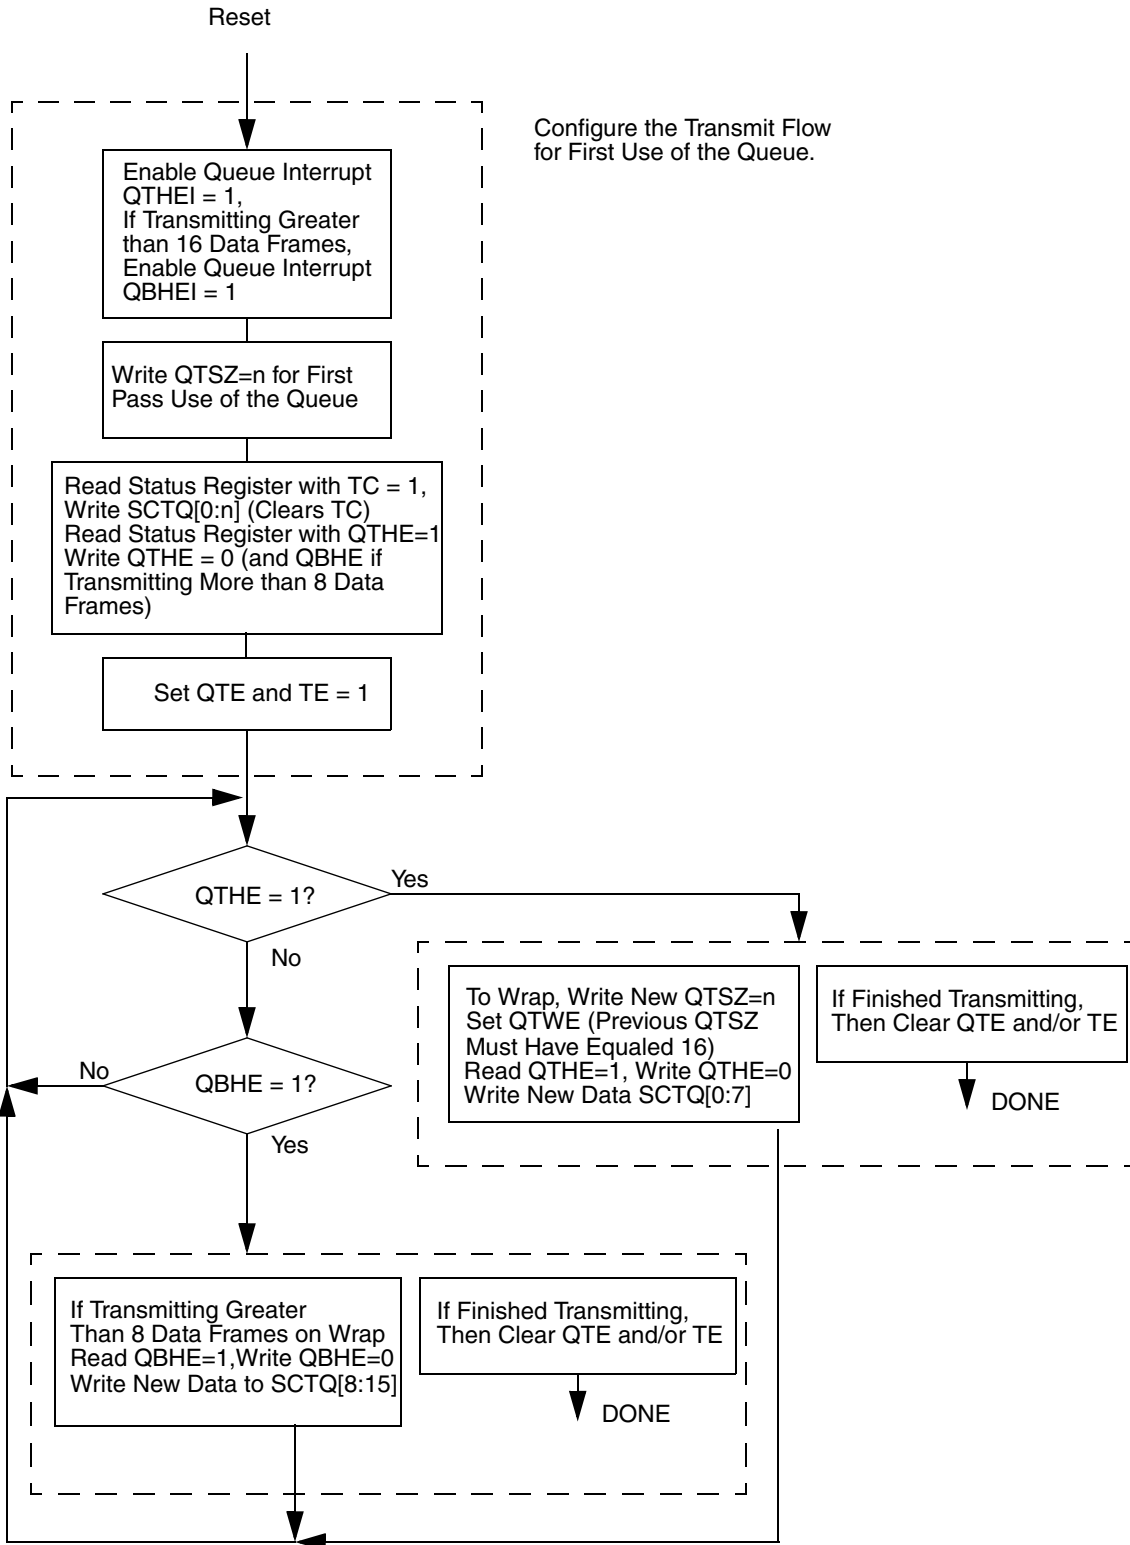 Reset
Configure the Transmit Flow
for First Use of the Queue.
Enable Queue Interrupt
QTHEI = 1,
If Transmitting Greater
than 16 Data Frames,
Enable Queue Interrupt
QBHEI = 1
Write QTSZ=n for First
Pass Use of the Queue
Read Status Register with TC = 1,
Write SCTQ[0:n] (Clears TC)
Read Status Register with QTHE=1
Write QTHE = 0 (and QBHE if
Transmitting More than 8 Data
Frames)
Set QTE and TE = 1
QTHE = 1?
Yes
No
To Wrap, Write New QTSZ=n
Set QTWE (Previous QTSZ
Must Have Equaled 16)
Read QTHE=1, Write QTHE=0
Write New Data SCTQ[0:7]
If Finished Transmitting,
Then Clear QTE and/or TE
DONE
No
QBHE = 1?
Yes
If Transmitting Greater
Than 8 Data Frames on Wrap
Read QBHE=1,Write QBHE=0
Write New Data to SCTQ[8:15]
If Finished Transmitting,
Then Clear QTE and/or TE
DONE